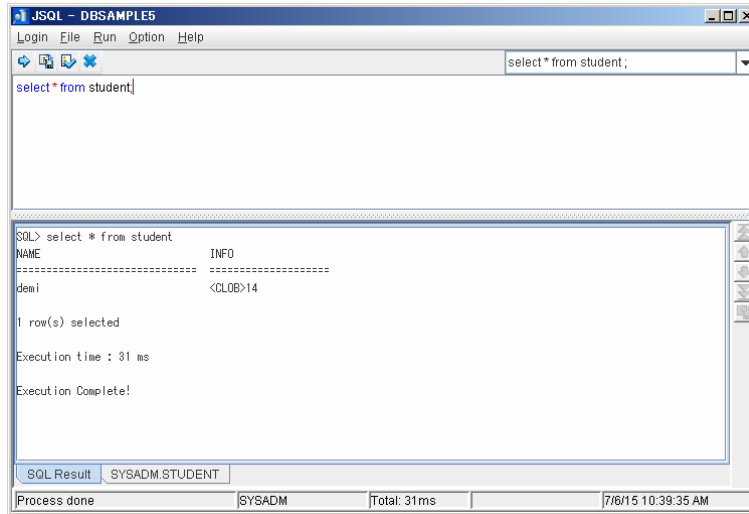 JSQL - DBSAMPLE5
Login File Run Option Help
select * from student ;
select * from student;
SQL> select * from student
NAME INFO
============================== ====================
demi <CLOB>14
1 row(s) selected
Execution time : 31 ms
Execution Complete!
SQL Result SYSADM.STUDENT
Process done SYSADM Total: 31ms 7/6/15 10:39:35 AM